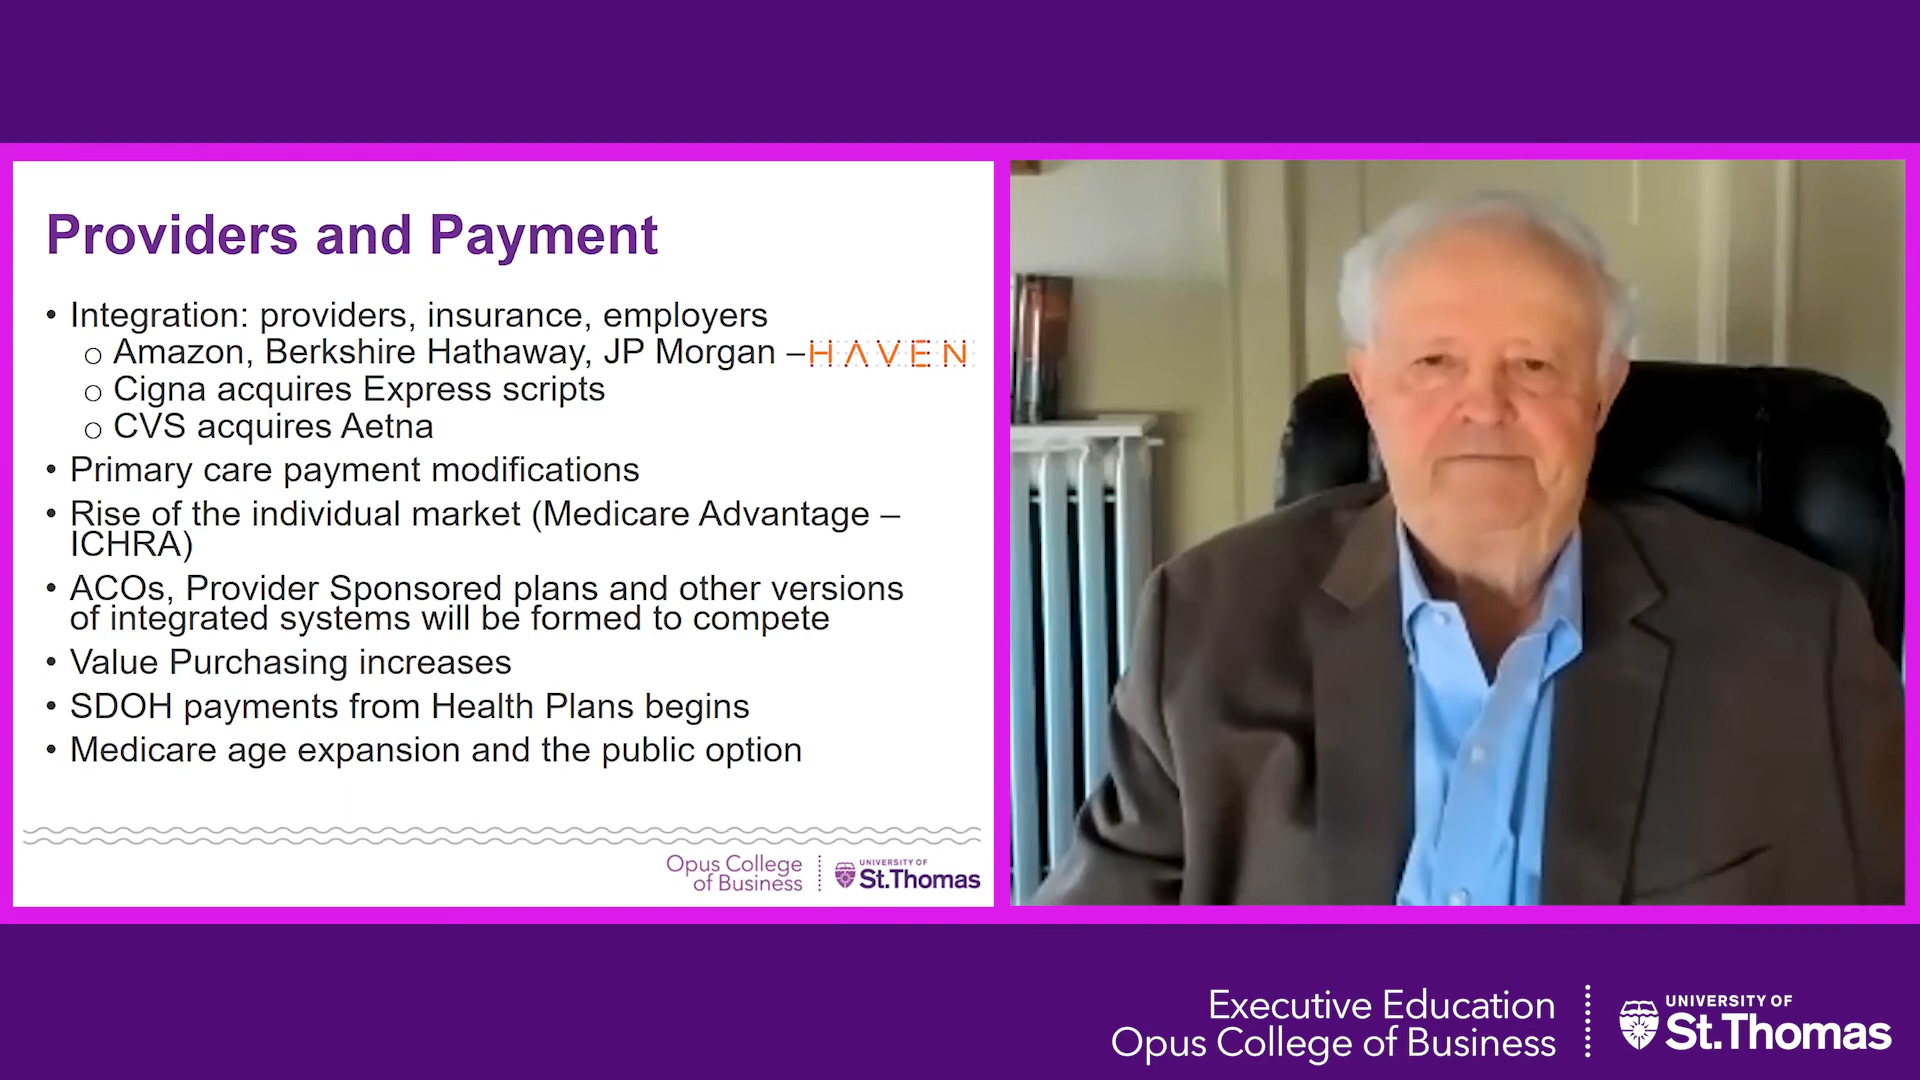 Providers and Payment
• Integration: providers, insurance, employers
o Amazon, Berkshire Hathaway, JP Morgan – HAVEN
o Cigna acquires Express scripts
o CVS acquires Aetna
• Primary care payment modifications
• Rise of the individual market (Medicare Advantage –
ICHRA)
• ACOs, Provider Sponsored plans and other versions
of integrated systems will be formed to compete
• Value Purchasing increases
• SDOH payments from Health Plans begins
• Medicare age expansion and the public option
Opus College
of Business
UNIVERSITY OF
St.Thomas
Executive Education
Opus College of Business
UNIVERSITY OF
St.Thomas